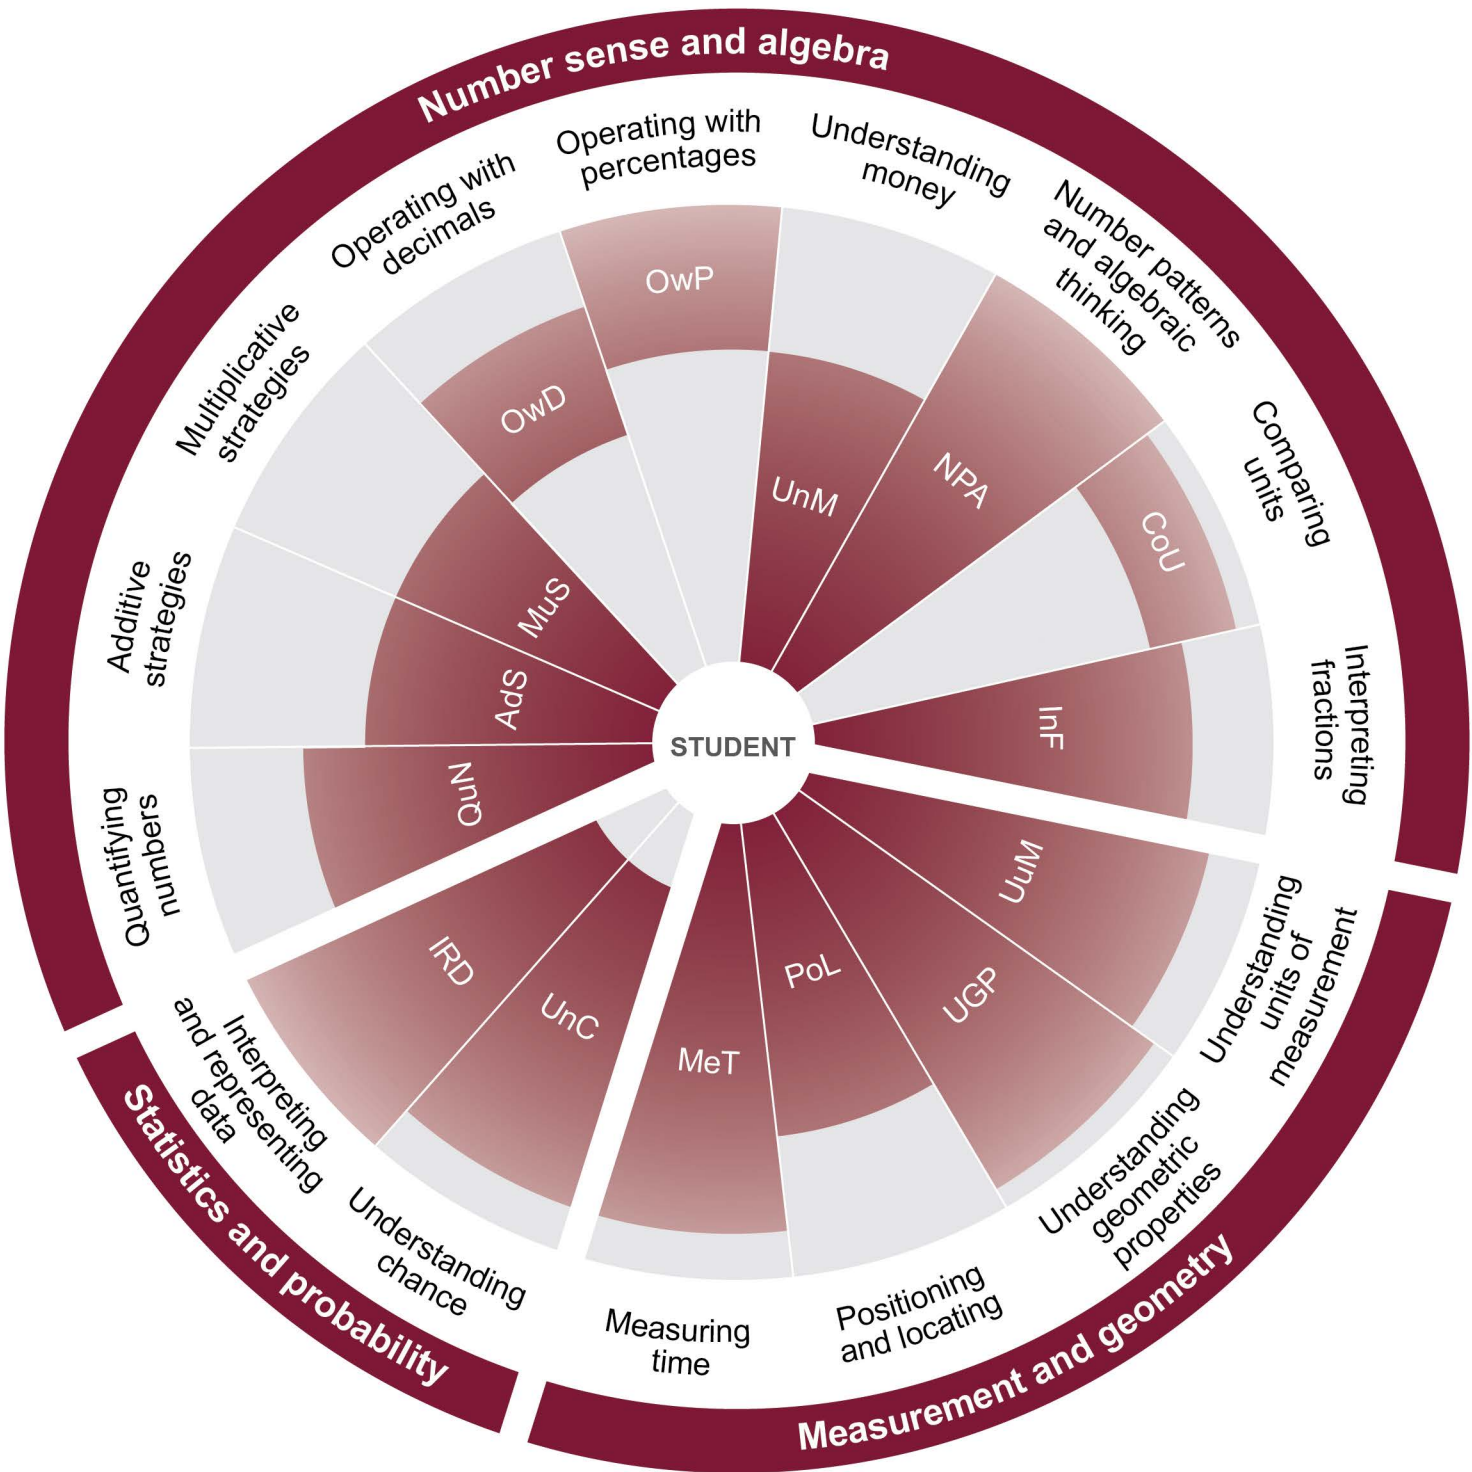 Number sense and algebra
Operating with
percentages
Understanding
money
Number patterns
and algebraic
thinking
Comparing
units
Interpreting
fractions
Operating with
decimals
Multiplicative
strategies
Additive
strategies
Quantifying
numbers
OwP
UnM
NPA
CoU
InF
OwD
MuS
AdS
QuN
STUDENT
UuM
UGP
PoL
MeT
UnC
IRD
Understanding
units of
measurement
Understanding
geometric
properties
Positioning
and locating
Measuring
time
Measurement and geometry
Understanding
chance
Interpreting
and representing
data
Statistics and probability